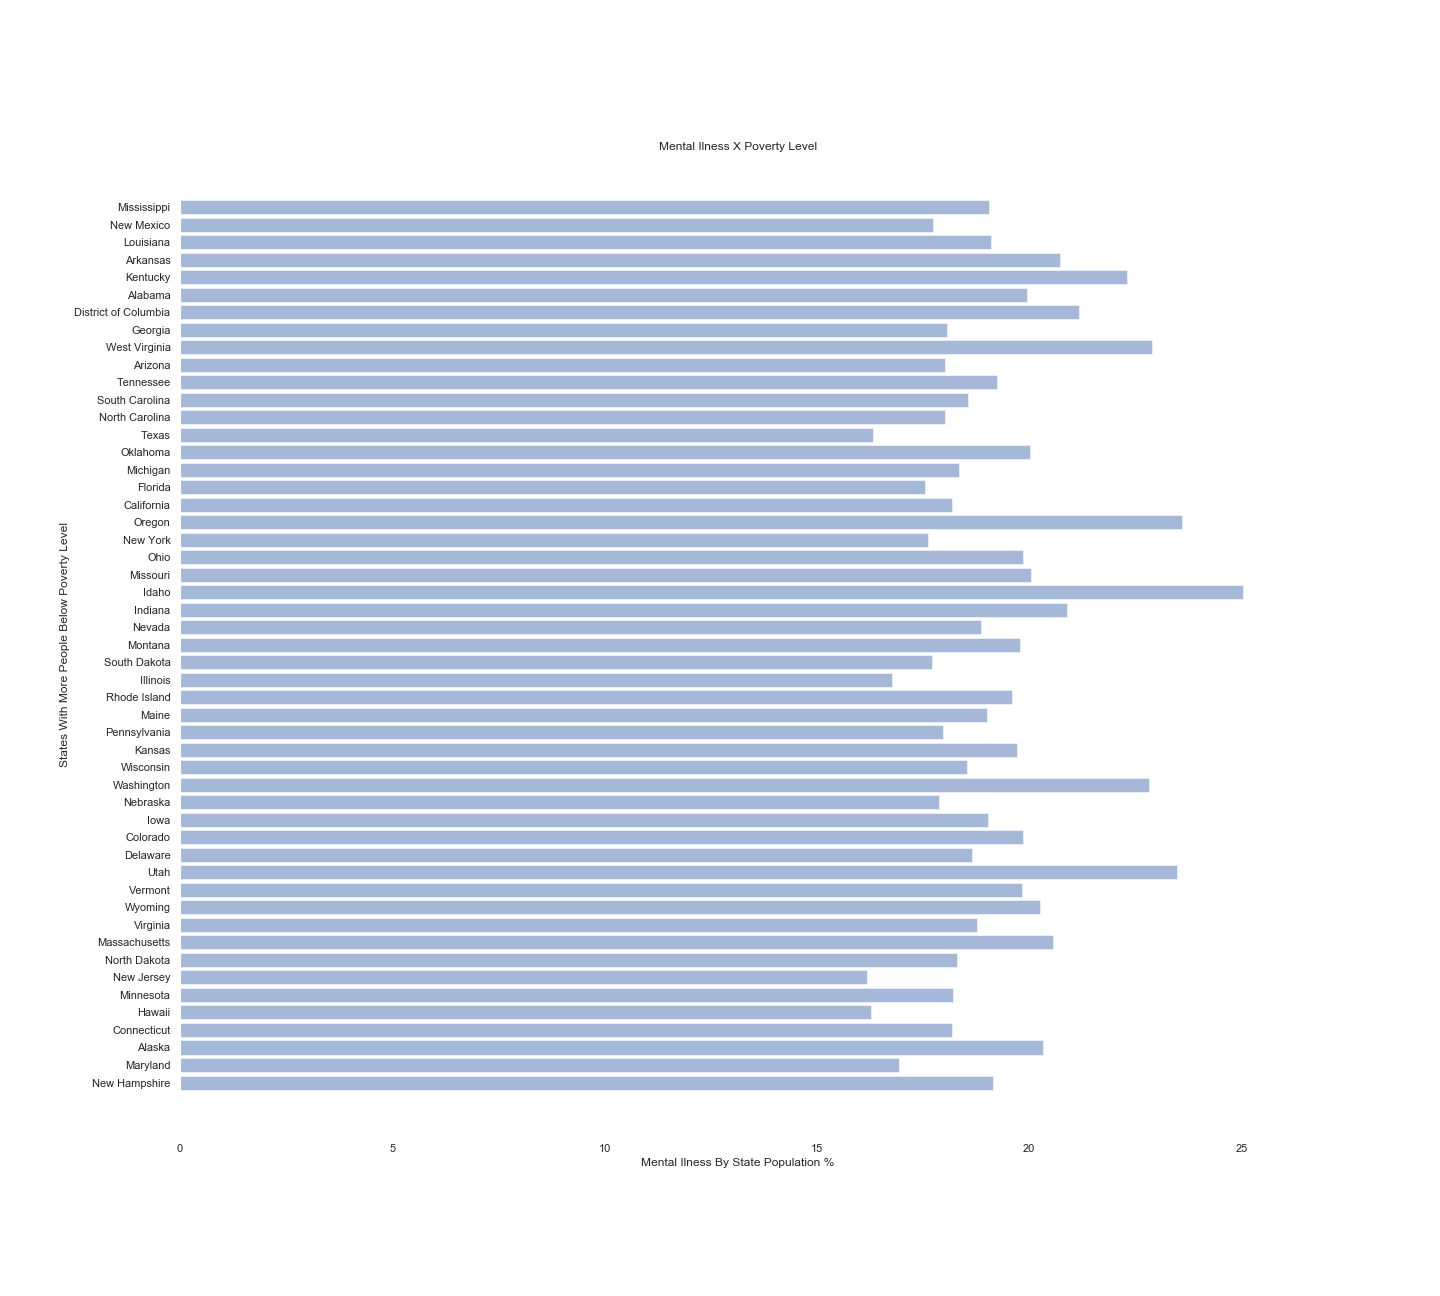 Mental Ilness X Poverty Level
States With More People Below Poverty Level
Mississippi
New Mexico
Louisiana
Arkansas
Kentucky
Alabama
District of Columbia
Georgia
West Virginia
Arizona
Tennessee
South Carolina
North Carolina
Texas
Oklahoma
Michigan
Florida
California
Oregon
New York
Ohio
Missouri
Idaho
Indiana
Nevada
Montana
South Dakota
Illinois
Rhode Island
Maine
Pennsylvania
Kansas
Wisconsin
Washington
Nebraska
Iowa
Colorado
Delaware
Utah
Vermont
Wyoming
Virginia
Massachusetts
North Dakota
New Jersey
Minnesota
Hawaii
Connecticut
Alaska
Maryland
New Hampshire
0 5 10 15 20 25
Mental Ilness By State Population %